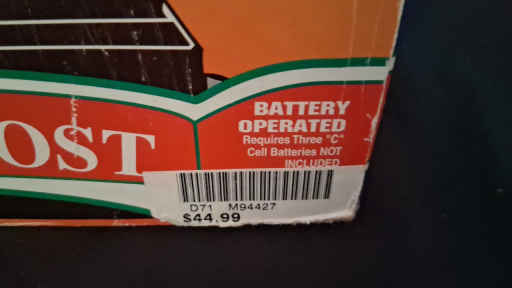 OST
BATTERY
OPERATED
Requires Three "C"
Cell Batteries NOT
INCLUDED
D71 M94427
$44.99